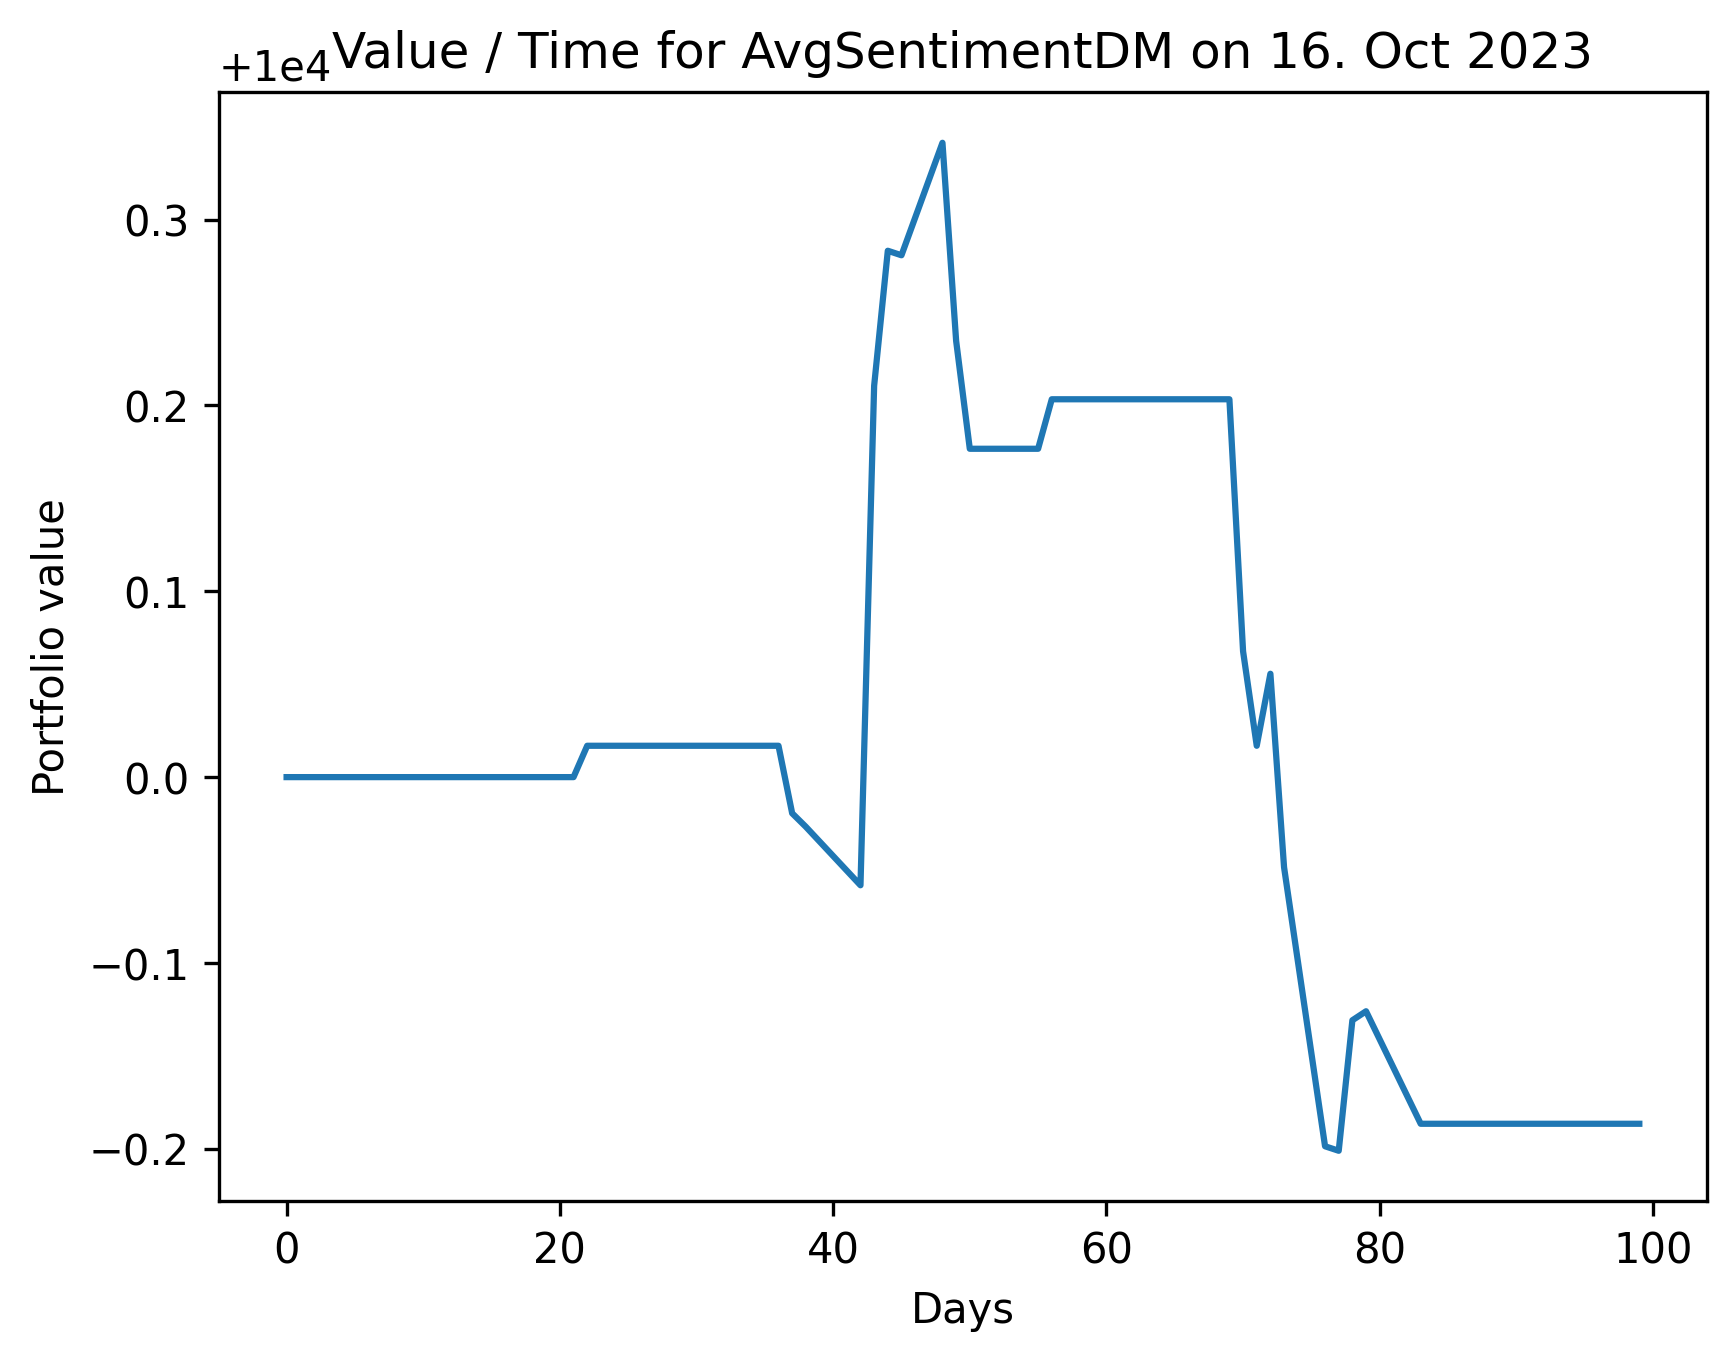 Value / Time for AvgSentimentDM on 16. Oct 2023
+1e4
0.3
0.2
0.1
0.0
−0.1
−0.2
Portfolio value
0 20 40 60 80 100
Days